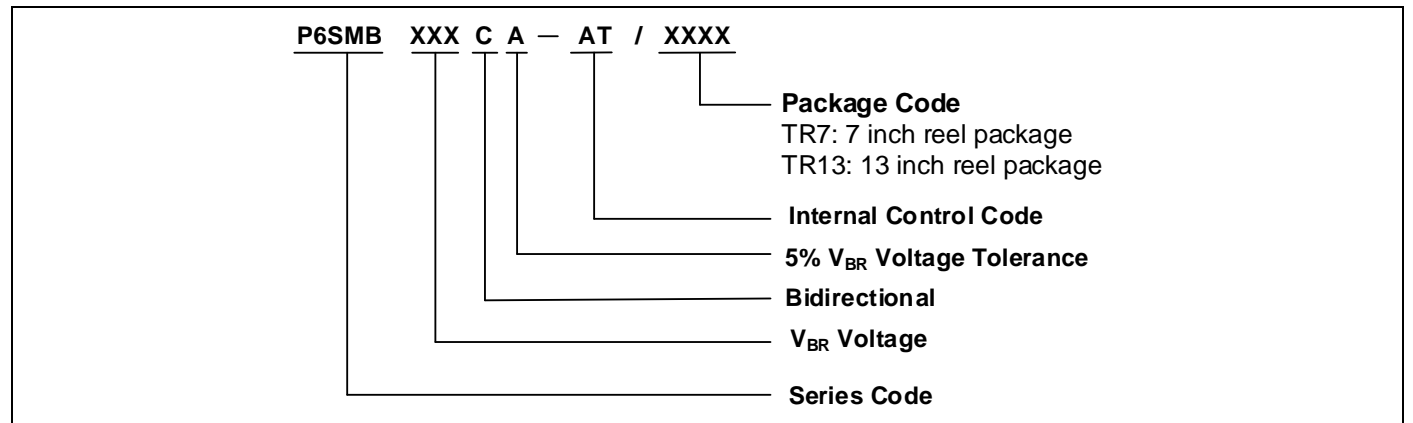 P6SMB XXX C A — AT / XXXX
Package Code
TR7: 7 inch reel package
TR13: 13 inch reel package
Internal Control Code
5% VBR Voltage Tolerance
Bidirectional
VBR Voltage
Series Code